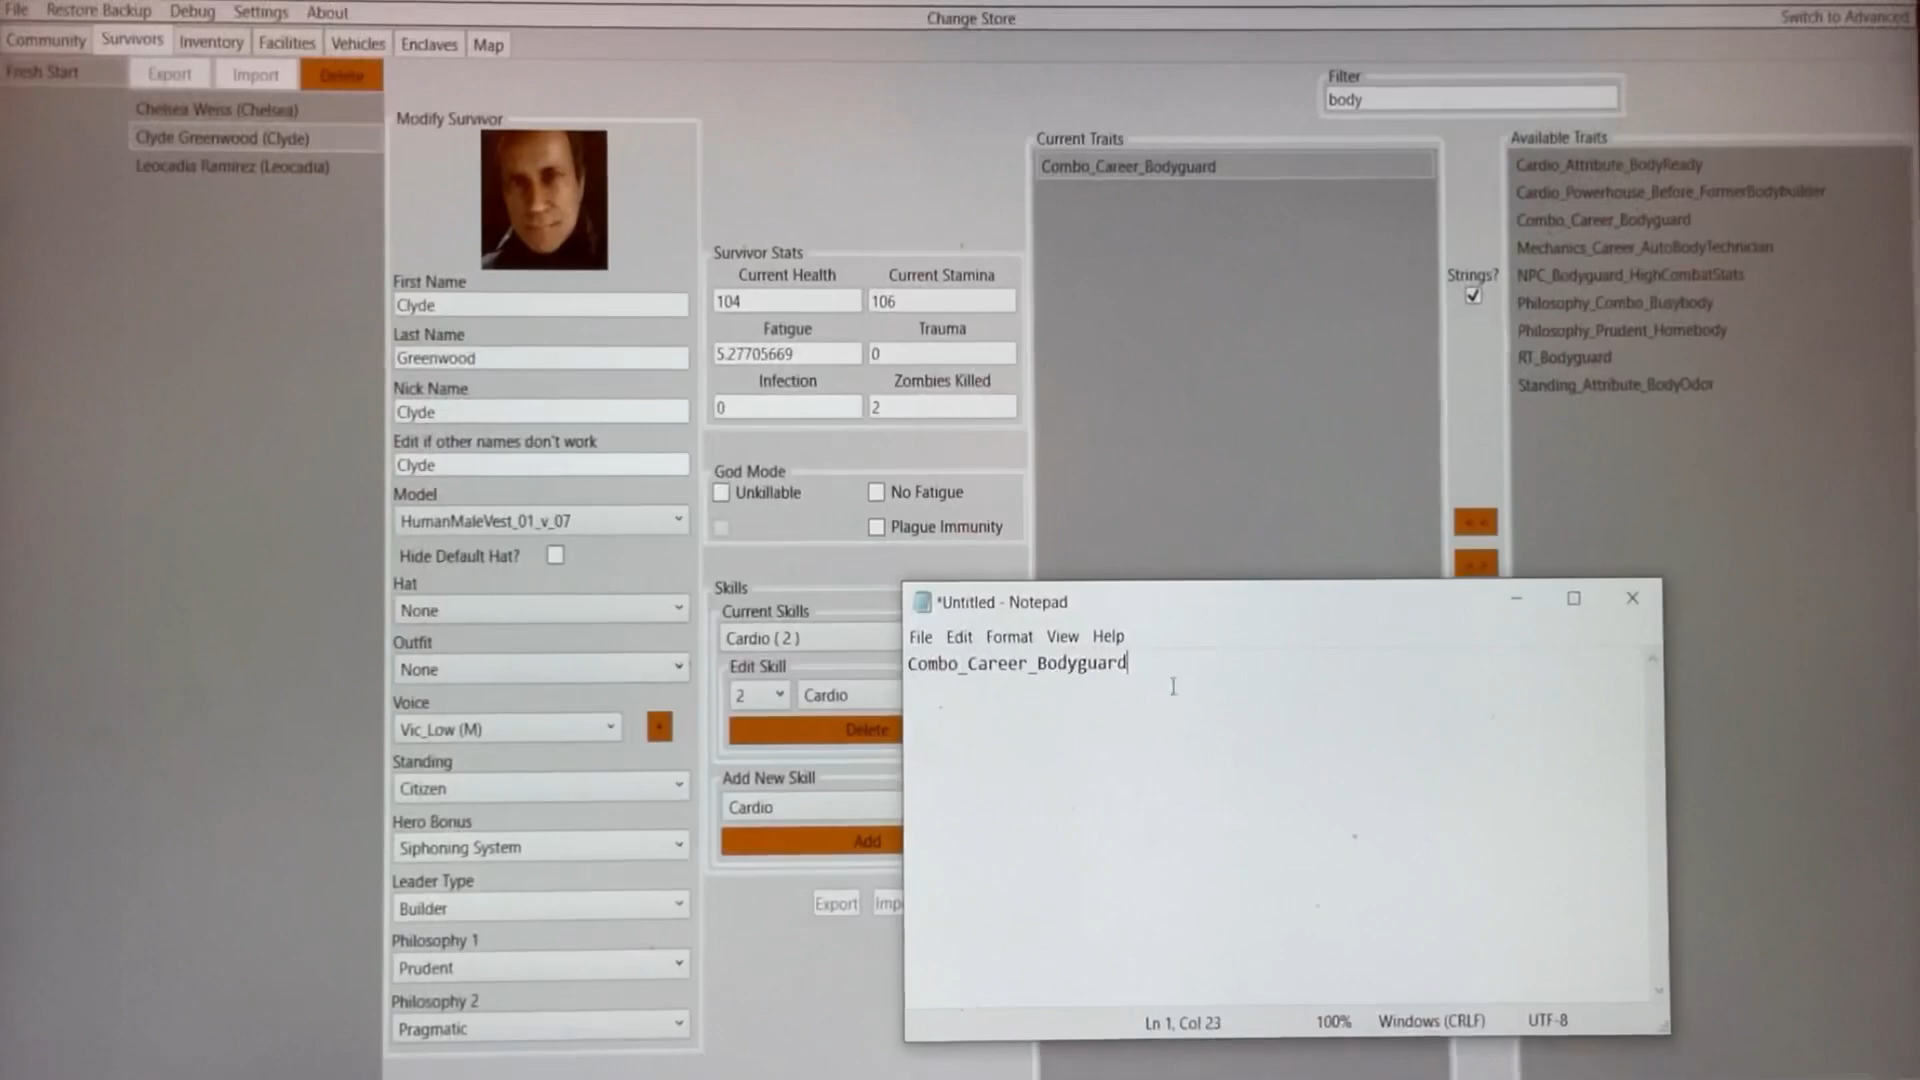 File Restore Backup Debug Settings About
Change Store
Switch to Advanced
Community Survivors Inventory Facilities Vehicles Enclaves Map
Fresh Start
Export Import Delete
Chelsea Weiss (Chelsea)
Clyde Greenwood (Clyde)
Leocadia Ramirez (Leocadia)
Modify Survivor
First Name
Clyde
Last Name
Greenwood
Nick Name
Clyde
Edit if other names don't work
Clyde
Model
HumanMaleVest_01_v_07
Hide Default Hat?
Hat
None
Outfit
None
Voice
Vic_Low (M)
Standing
Citizen
Hero Bonus
Siphoning System
Leader Type
Builder
Philosophy 1
Prudent
Philosophy 2
Pragmatic
Survivor Stats
Current Health Current Stamina
104 106
Fatigue Trauma
5.27705669 0
Infection Zombies Killed
0 2
God Mode
Unkillable No Fatigue
Plague Immunity
Skills
Current Skills
Cardio ( 2 )
Edit Skill
2 Cardio
Delete
Add New Skill
Cardio
Add
Export Imp
Filter
body
Current Traits
Combo_Career_Bodyguard
Strings?
< <
< >
Available Traits
Cardio_Attribute_BodyReady
Cardio_Powerhouse_Before_FormerBodybuilder
Combo_Career_Bodyguard
Mechanics_Career_AutoBodyTechnician
NPC_Bodyguard_HighCombatStats
Philosophy_Combo_Busybody
Philosophy_Prudent_Homebody
RT_Bodyguard
Standing_Attribute_BodyOdor
*Untitled - Notepad
File Edit Format View Help
Combo_Career_Bodyguard
Ln 1, Col 23 100% Windows (CRLF) UTF-8